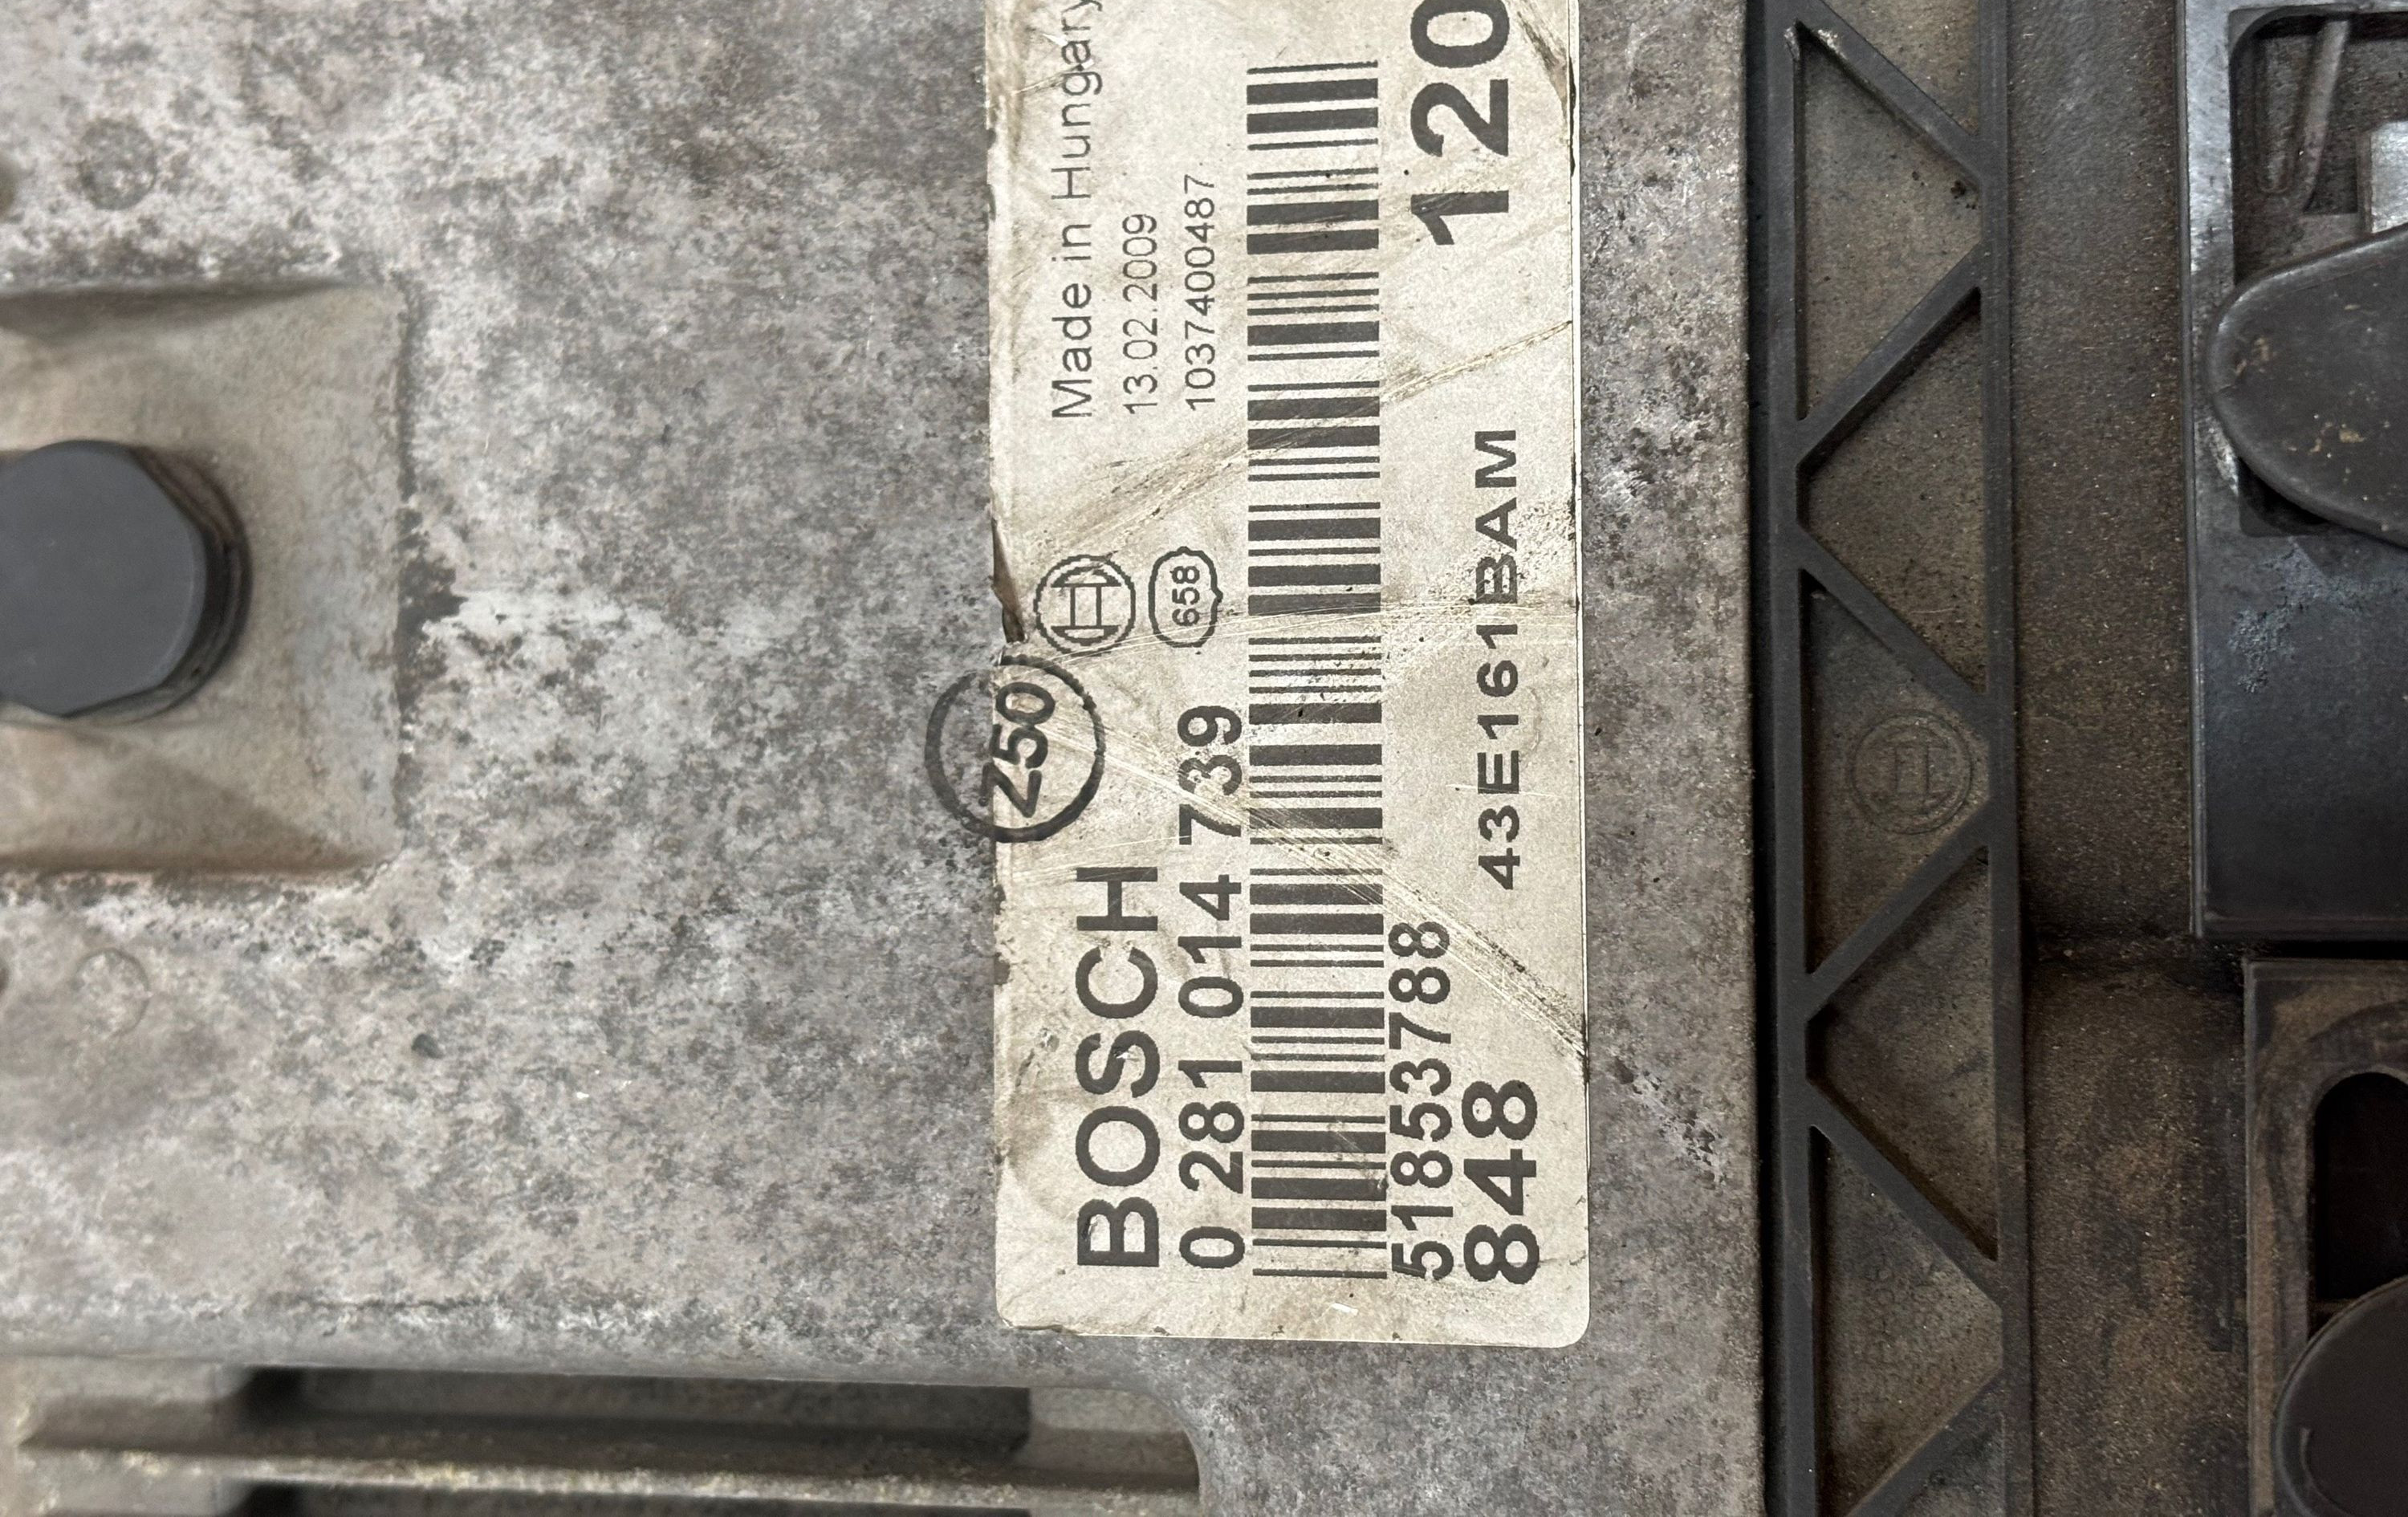 BOSCH
Z50
Made in Hungary
13.02.2009
0 281 014 739
658
1037400487
51853788
43E161BAM
120
848